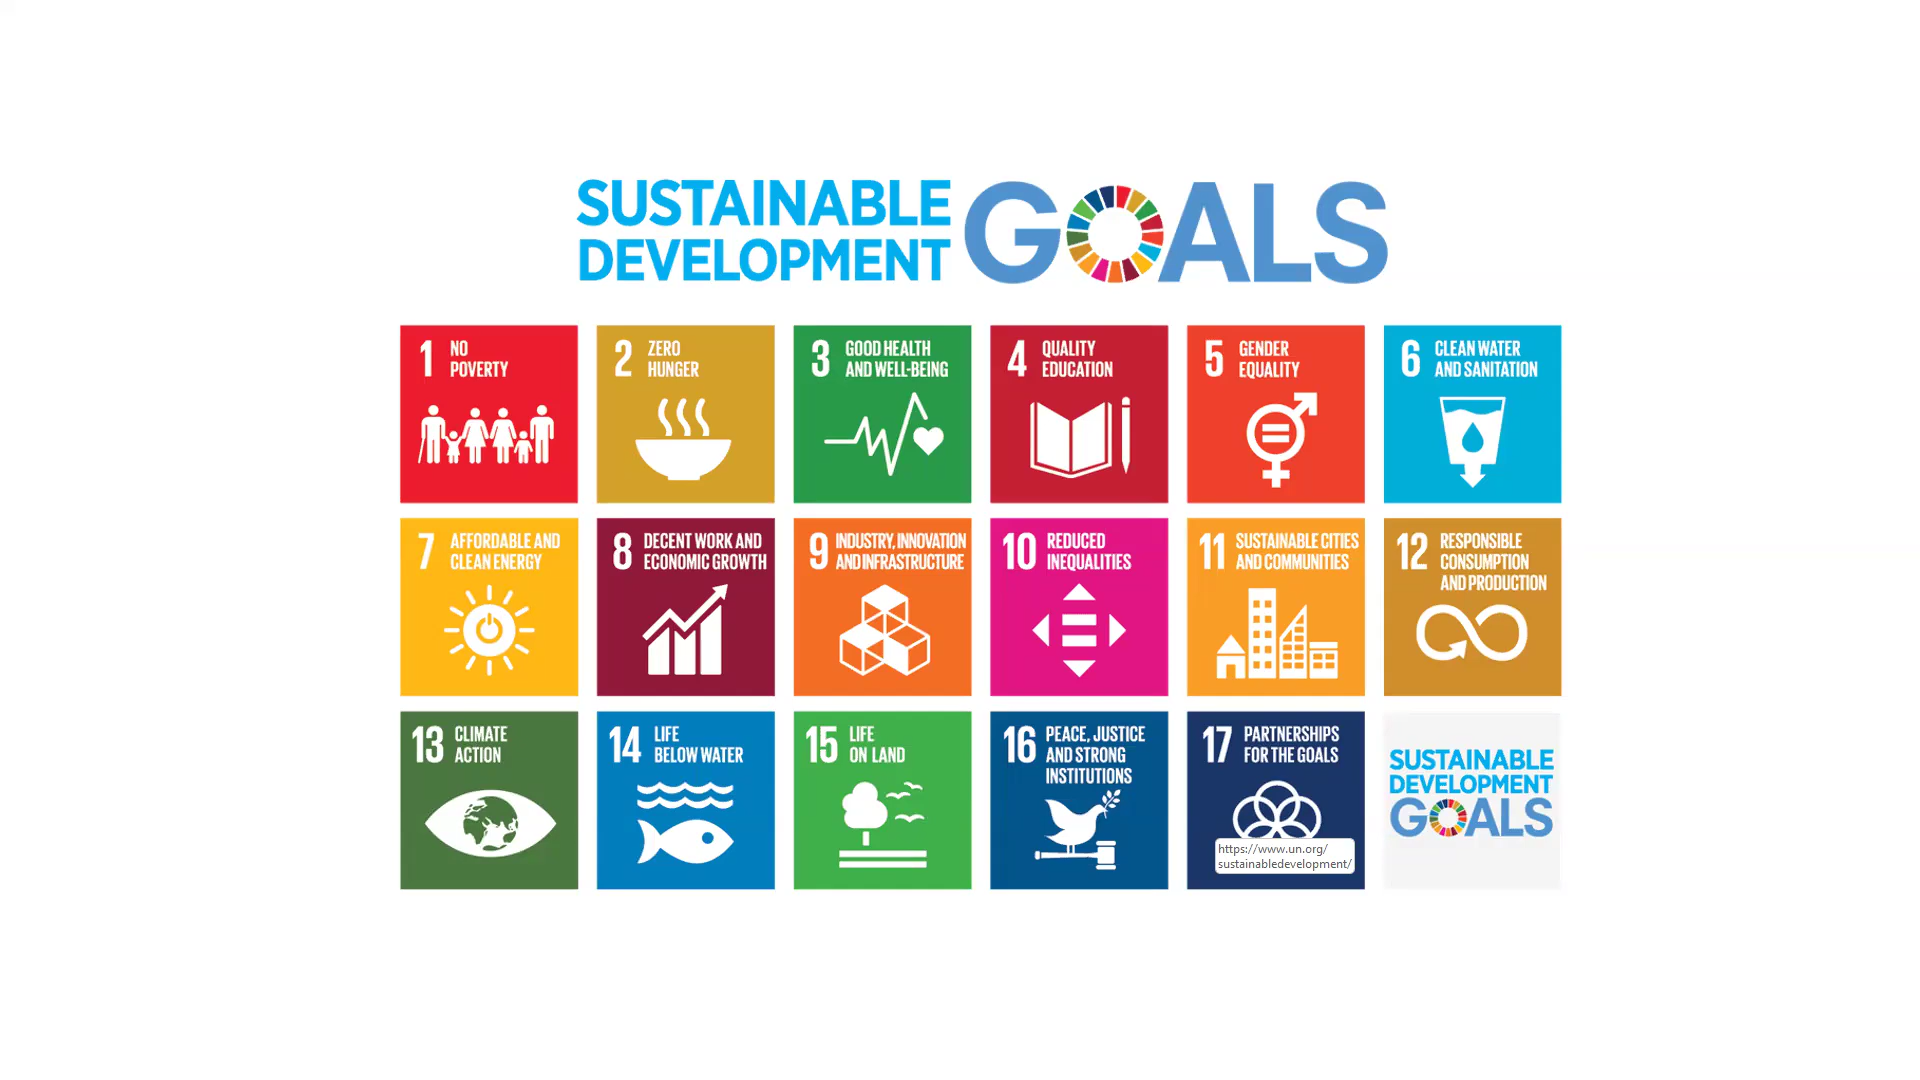 SUSTAINABLE
DEVELOPMENT
GOALS
1 NO
POVERTY
2 ZERO
HUNGER
3 GOOD HEALTH
AND WELL-BEING
4 QUALITY
EDUCATION
5 GENDER
EQUALITY
6 CLEAN WATER
AND SANITATION
7 AFFORDABLE AND
CLEAN ENERGY
8 DECENT WORK AND
ECONOMIC GROWTH
9 INDUSTRY, INNOVATION
AND INFRASTRUCTURE
10 REDUCED
INEQUALITIES
11 SUSTAINABLE CITIES
AND COMMUNITIES
12 RESPONSIBLE
CONSUMPTION
AND PRODUCTION
13 CLIMATE
ACTION
14 LIFE
BELOW WATER
15 LIFE
ON LAND
16 PEACE, JUSTICE
AND STRONG
INSTITUTIONS
17 PARTNERSHIPS
FOR THE GOALS
https://www.un.org/
sustainabledevelopment/
SUSTAINABLE
DEVELOPMENT
GOALS